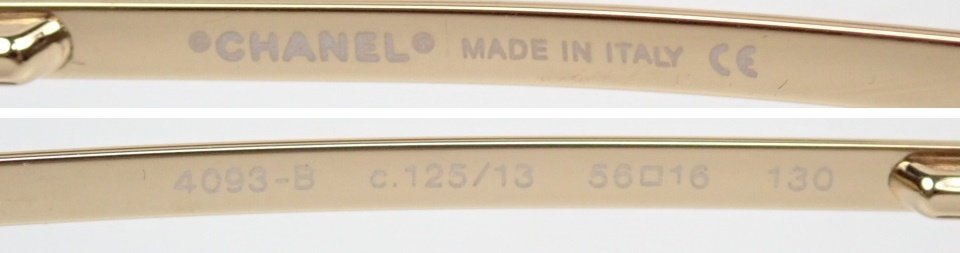 ®CHANEL® MADE IN ITALY CE
4093-B c.125/13 56□16 130